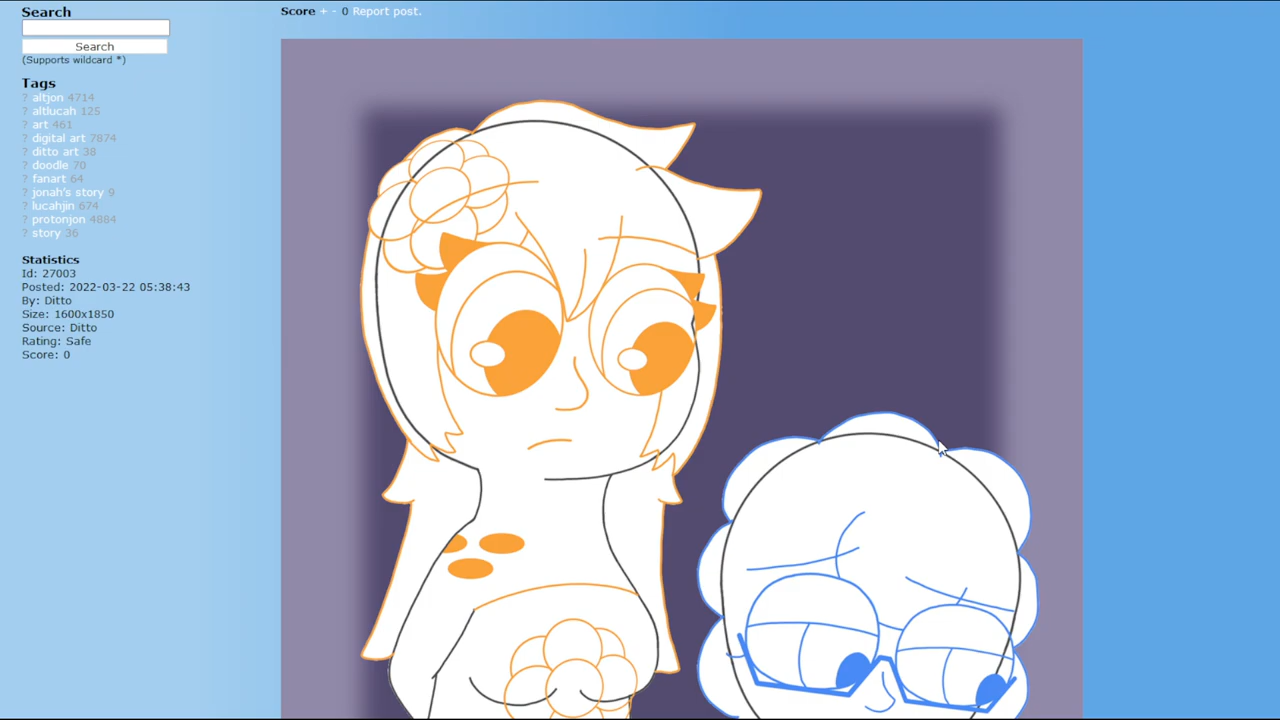 Search
Search
(Supports wildcard *)
Tags
? altjon 4714
? altlucah 125
? art 461
? digital art 7874
? ditto art 38
? doodle 70
? fanart 64
? jonah's story 9
? lucahjin 674
? protonjon 4884
? story 36
Statistics
Id: 27003
Posted: 2022-03-22 05:38:43
By: Ditto
Size: 1600x1850
Source: Ditto
Rating: Safe
Score: 0
Score + - 0 Report post.